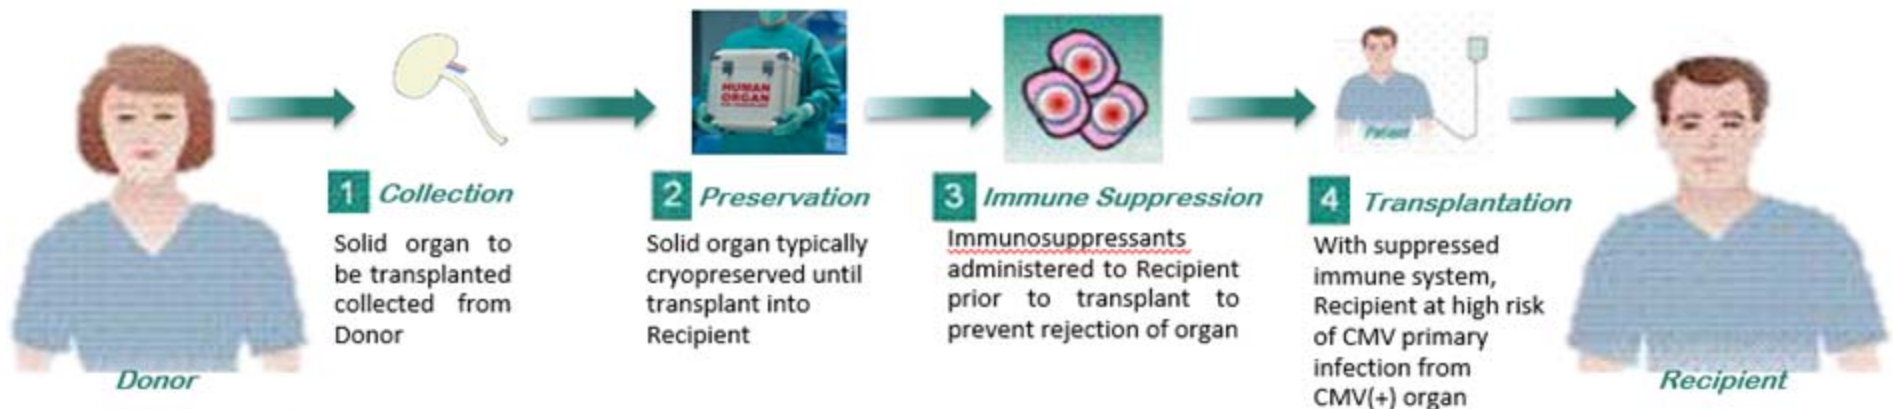 HUMAN
ORGAN
Patient
1 Collection
Solid organ to
be transplanted
collected from
Donor
2 Preservation
Solid organ typically
cryopreserved until
transplant into
Recipient
3 Immune Suppression
Immunosuppressants
administered to Recipient
prior to transplant to
prevent rejection of organ
4 Transplantation
With suppressed
immune system,
Recipient at high risk
of CMV primary
infection from
CMV(+) organ
Donor
Recipient